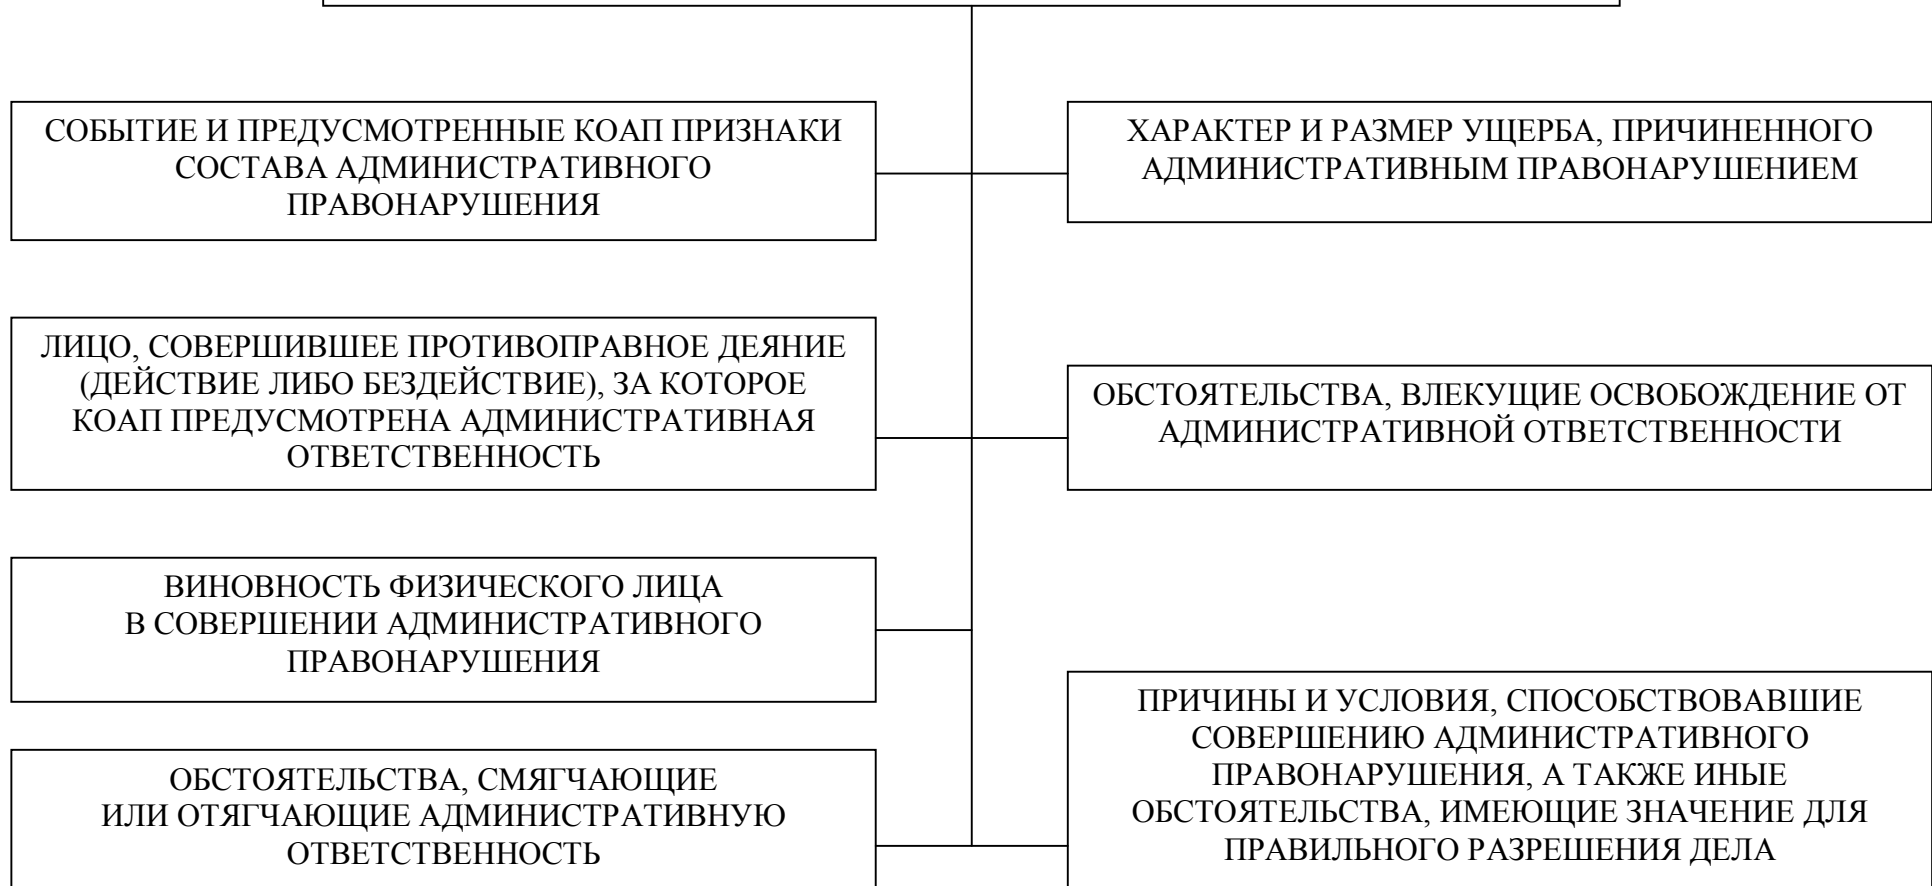 СОБЫТИЕ И ПРЕДУСМОТРЕННЫЕ КОАП ПРИЗНАКИ
СОСТАВА АДМИНИСТРАТИВНОГО
ПРАВОНАРУШЕНИЯ
ХАРАКТЕР И РАЗМЕР УЩЕРБА, ПРИЧИНЕННОГО
АДМИНИСТРАТИВНЫМ ПРАВОНАРУШЕНИЕМ
ЛИЦО, СОВЕРШИВШЕЕ ПРОТИВОПРАВНОЕ ДЕЯНИЕ
(ДЕЙСТВИЕ ЛИБО БЕЗДЕЙСТВИЕ), ЗА КОТОРОЕ
КОАП ПРЕДУСМОТРЕНА АДМИНИСТРАТИВНАЯ
ОТВЕТСТВЕННОСТЬ
ОБСТОЯТЕЛЬСТВА, ВЛЕКУЩИЕ ОСВОБОЖДЕНИЕ ОТ
АДМИНИСТРАТИВНОЙ ОТВЕТСТВЕННОСТИ
ВИНОВНОСТЬ ФИЗИЧЕСКОГО ЛИЦА
В СОВЕРШЕНИИ АДМИНИСТРАТИВНОГО
ПРАВОНАРУШЕНИЯ
ОБСТОЯТЕЛЬСТВА, СМЯГЧАЮЩИЕ
ИЛИ ОТЯГЧАЮЩИЕ АДМИНИСТРАТИВНУЮ
ОТВЕТСТВЕННОСТЬ
ПРИЧИНЫ И УСЛОВИЯ, СПОСОБСТВОВАВШИЕ
СОВЕРШЕНИЮ АДМИНИСТРАТИВНОГО
ПРАВОНАРУШЕНИЯ, А ТАКЖЕ ИНЫЕ
ОБСТОЯТЕЛЬСТВА, ИМЕЮЩИЕ ЗНАЧЕНИЕ ДЛЯ
ПРАВИЛЬНОГО РАЗРЕШЕНИЯ ДЕЛА